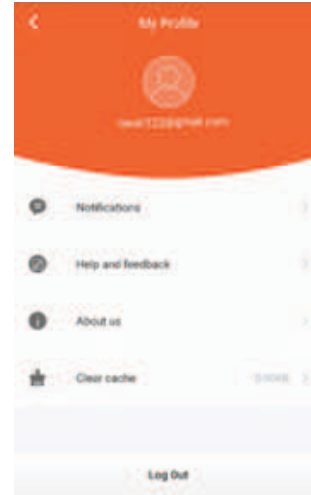 My Profile
Notifications
Help and feedback
About us
Clear cache
Log Out